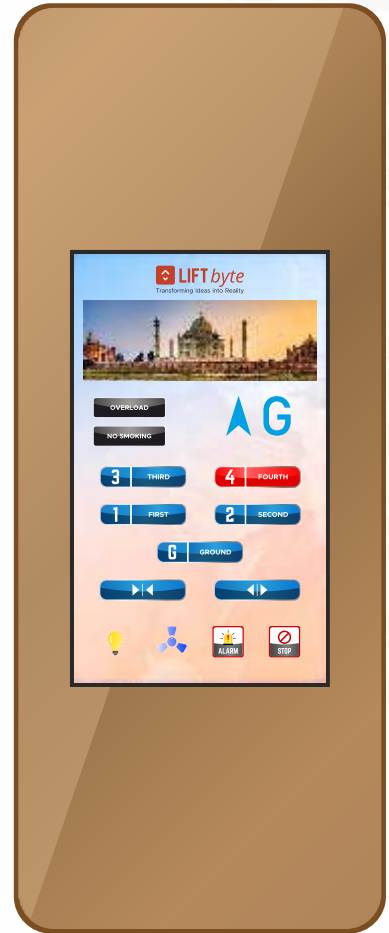 LIFT byte
Transforming Ideas into Reality
OVERLOAD
G
NO SMOKING
3 THIRD
4 FOURTH
1 FIRST
2 SECOND
G GROUND
ALARM
STOP